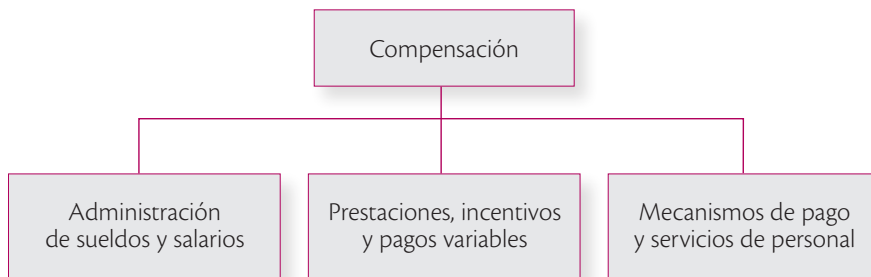 Compensación
Administración
de sueldos y salarios
Prestaciones, incentivos
y pagos variables
Mecanismos de pago
y servicios de personal